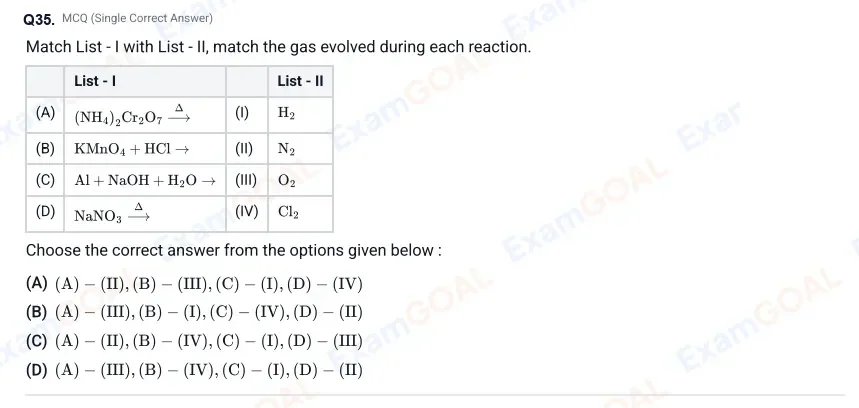 Q35. MCQ (Single Correct Answer)
Match List - I with List - II, match the gas evolved during each reaction.
List - I List - II
(A) (NH₄)₂Cr₂O₇ —Δ→ (I) H₂
(B) KMnO₄ + HCl → (II) N₂
(C) Al + NaOH + H₂O → (III) O₂
(D) NaNO₃ —Δ→ (IV) Cl₂
Choose the correct answer from the options given below :
(A) (A) – (II), (B) – (III), (C) – (I), (D) – (IV)
(B) (A) – (III), (B) – (I), (C) – (IV), (D) – (II)
(C) (A) – (II), (B) – (IV), (C) – (I), (D) – (III)
(D) (A) – (III), (B) – (IV), (C) – (I), (D) – (II)
ExamGOAL